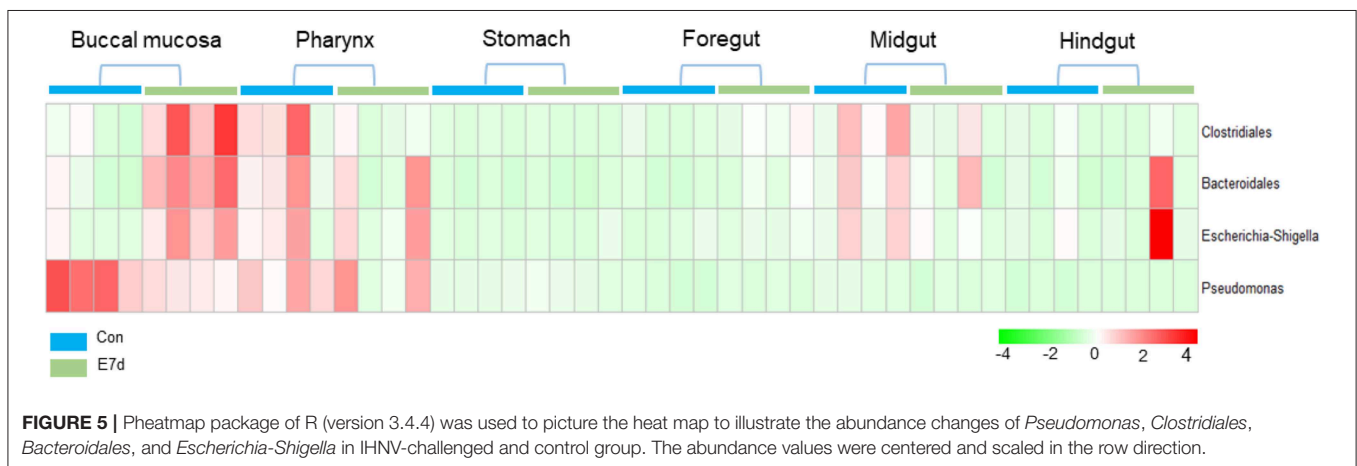 Buccal mucosa Pharynx Stomach Foregut Midgut Hindgut
Clostridiales
Bacteroidales
Escherichia-Shigella
Pseudomonas
Con
E7d
-4 -2 0 2 4
FIGURE 5 | Pheatmap package of R (version 3.4.4) was used to picture the heat map to illustrate the abundance changes of Pseudomonas, Clostridiales,
Bacteroidales, and Escherichia-Shigella in IHNV-challenged and control group. The abundance values were centered and scaled in the row direction.